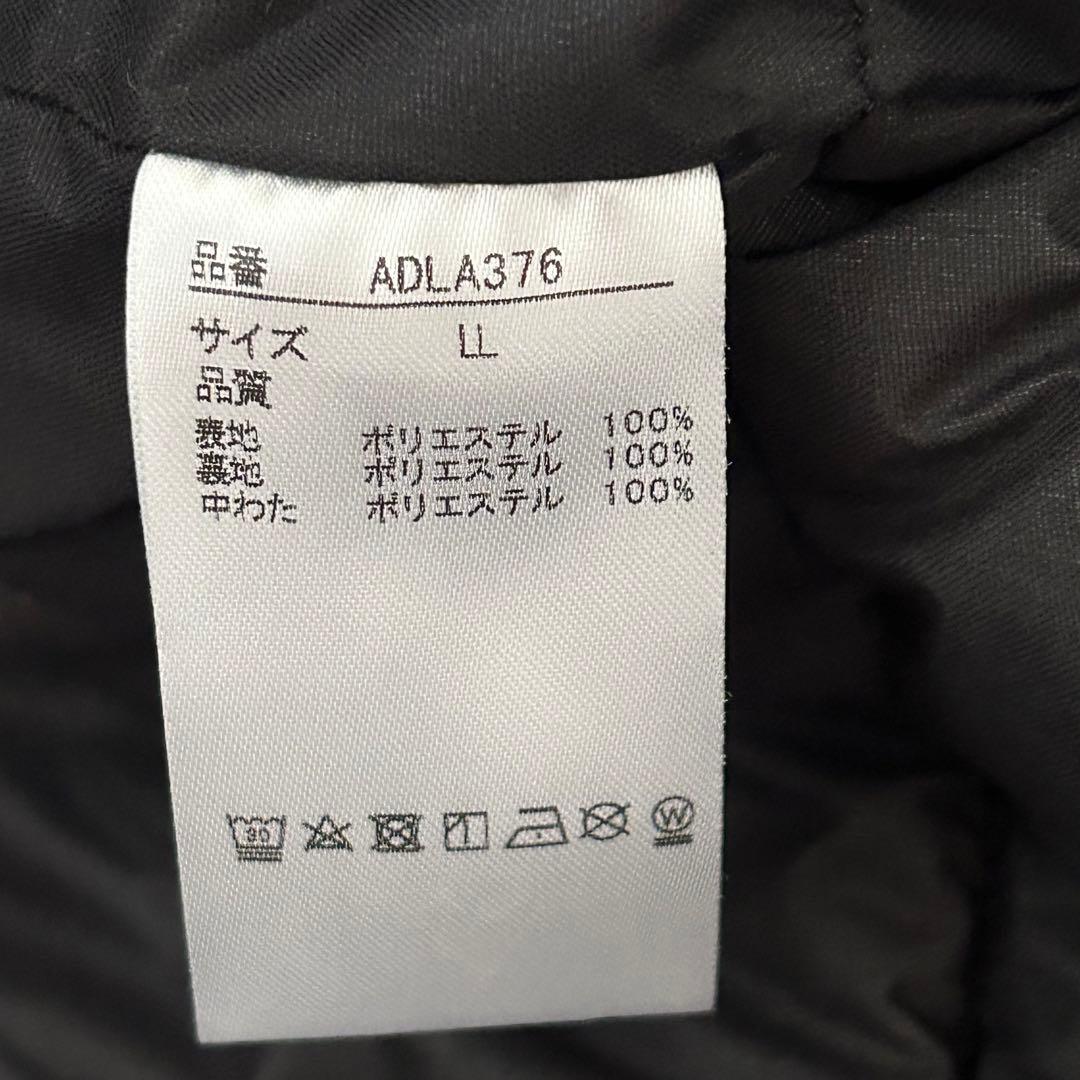 品番 ADLA376
サイズ LL
品質
表地 ポリエステル 100%
裏地 ポリエステル 100%
中わた ポリエステル 100%
30 W